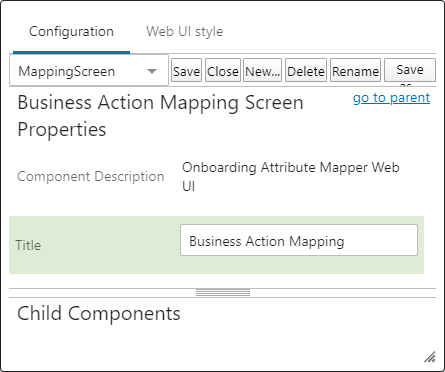 Configuration Web UI style
MappingScreen Save Close New... Delete Rename Save
Business Action Mapping Screen go to parent
Properties
Component Description Onboarding Attribute Mapper Web
UI
Title Business Action Mapping
Child Components